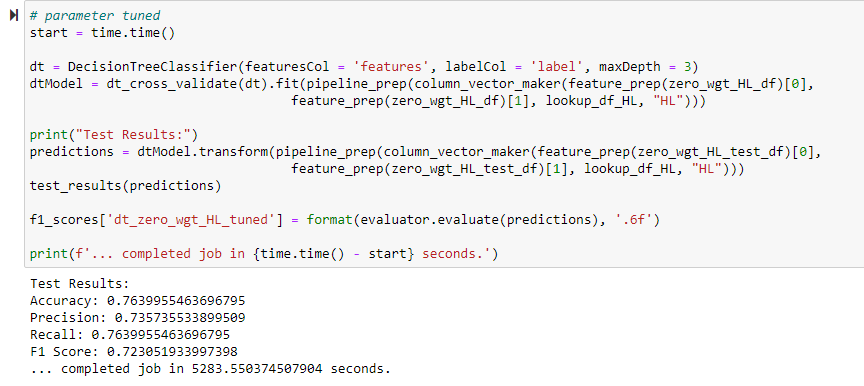 # parameter tuned
start = time.time()
dt = DecisionTreeClassifier(featuresCol = 'features', labelCol = 'label', maxDepth = 3)
dtModel = dt_cross_validate(dt).fit(pipeline_prep(column_vector_maker(feature_prep(zero_wgt_HL_df)[0],
feature_prep(zero_wgt_HL_df)[1], lookup_df_HL, "HL")))
print("Test Results:")
predictions = dtModel.transform(pipeline_prep(column_vector_maker(feature_prep(zero_wgt_HL_test_df)[0],
feature_prep(zero_wgt_HL_test_df)[1], lookup_df_HL, "HL")))
test_results(predictions)
f1_scores['dt_zero_wgt_HL_tuned'] = format(evaluator.evaluate(predictions), '.6f')
print(f'... completed job in {time.time() - start} seconds.')
Test Results:
Accuracy: 0.7639955463696795
Precision: 0.735735533899509
Recall: 0.7639955463696795
F1 Score: 0.723051933997398
... completed job in 5283.550374507904 seconds.